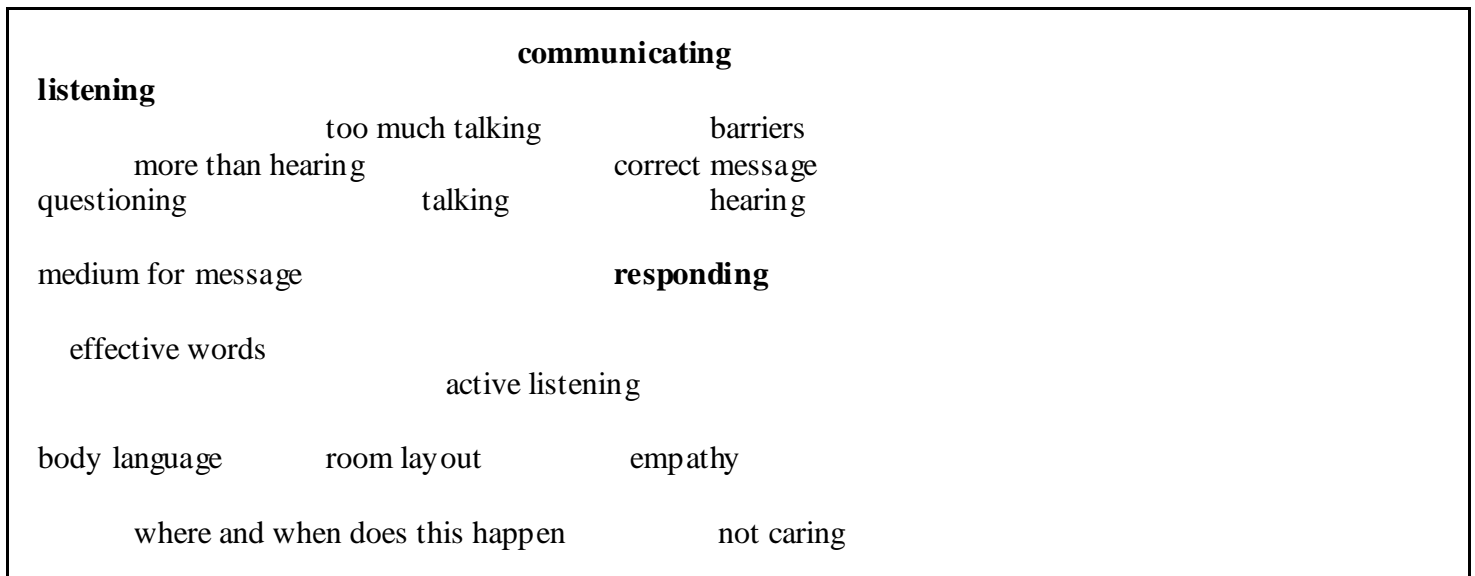 communicating
listening
too much talking barriers
more than hearing correct message
questioning talking hearing
medium for message responding
effective words
active listening
body language room layout empathy
where and when does this happen not caring